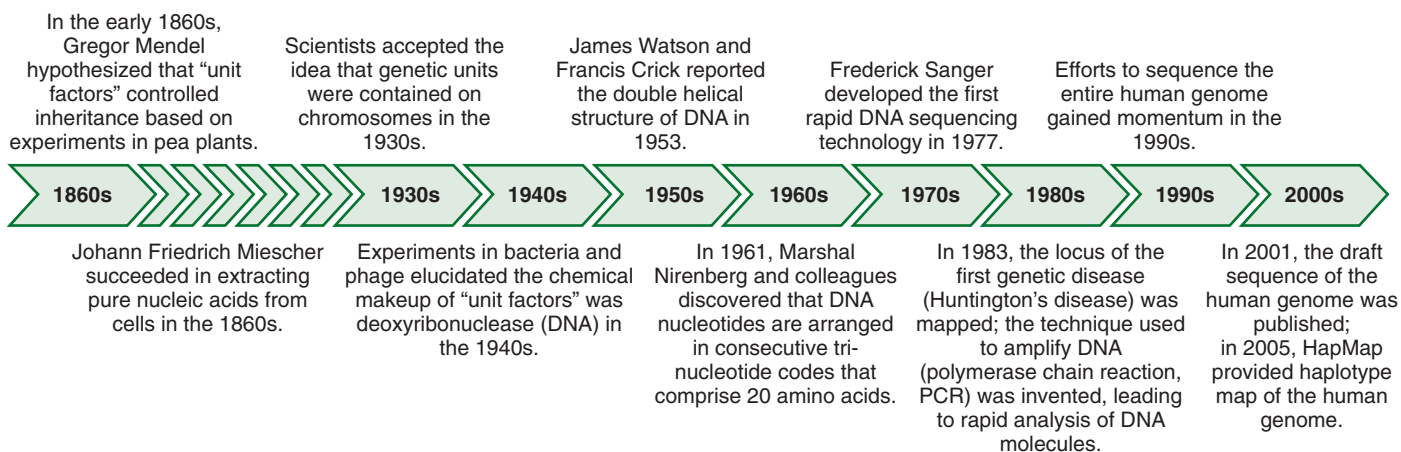 In the early 1860s,
Gregor Mendel
hypothesized that “unit
factors” controlled
inheritance based on
experiments in pea plants.
Scientists accepted the
idea that genetic units
were contained on
chromosomes in the
1930s.
James Watson and
Francis Crick reported
the double helical
structure of DNA in
1953.
Frederick Sanger
developed the first
rapid DNA sequencing
technology in 1977.
Efforts to sequence the
entire human genome
gained momentum in the
1990s.
1860s
1930s
1940s
1950s
1960s
1970s
1980s
1990s
2000s
Johann Friedrich Miescher
succeeded in extracting
pure nucleic acids from
cells in the 1860s.
Experiments in bacteria and
phage elucidated the chemical
makeup of “unit factors” was
deoxyribonuclease (DNA) in
the 1940s.
In 1961, Marshal
Nirenberg and colleagues
discovered that DNA
nucleotides are arranged
in consecutive tri-
nucleotide codes that
comprise 20 amino acids.
In 1983, the locus of the
first genetic disease
(Huntington’s disease) was
mapped; the technique used
to amplify DNA
(polymerase chain reaction,
PCR) was invented, leading
to rapid analysis of DNA
molecules.
In 2001, the draft
sequence of the
human genome was
published;
in 2005, HapMap
provided haplotype
map of the human
genome.